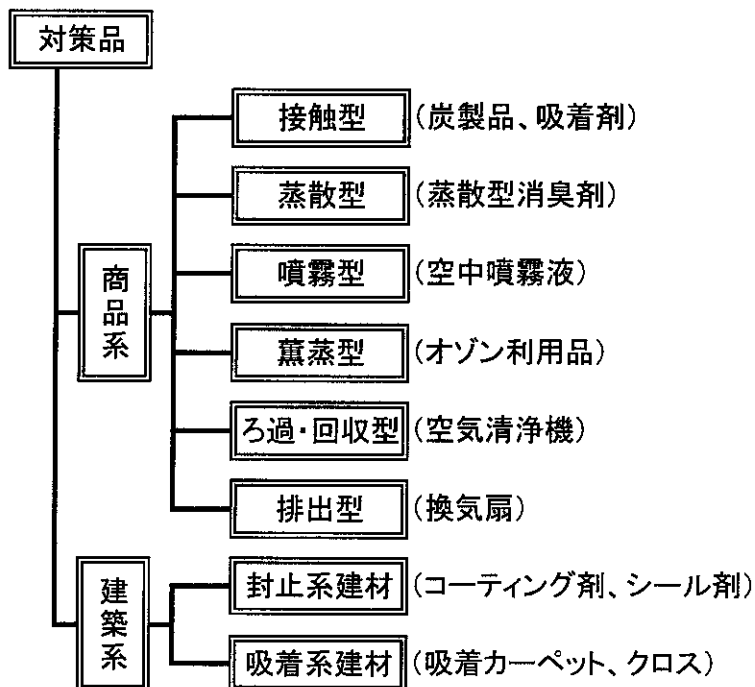 対策品
接触型 (炭製品、吸着剤)
蒸散型 (蒸散型消臭剤)
商品系
噴霧型 (空中噴霧液)
薫蒸型 (オゾン利用品)
ろ過・回収型 (空気清浄機)
排出型 (換気扇)
建築系
封止系建材 (コーティング剤、シール剤)
吸着系建材 (吸着カーペット、クロス)